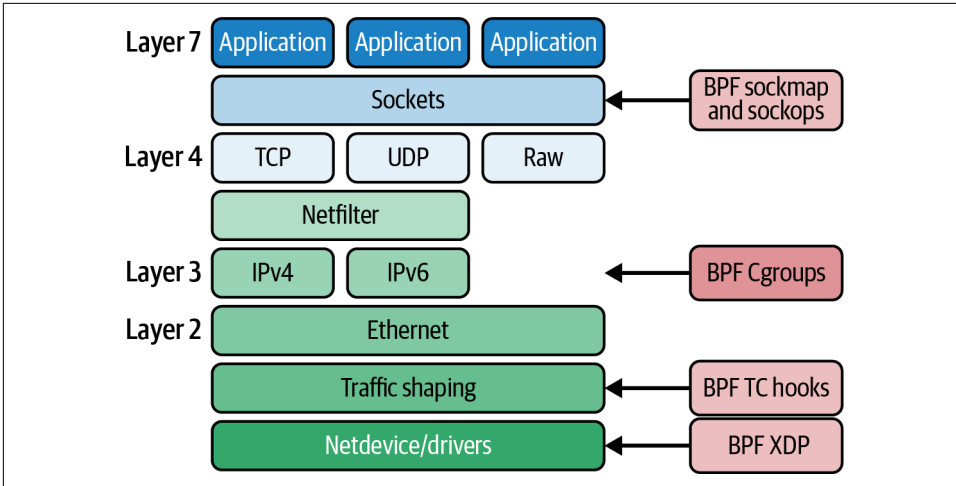 Layer 7 Application Application Application
Sockets
BPF sockmap
and sockops
Layer 4 TCP UDP Raw
Netfilter
Layer 3 IPv4 IPv6 BPF Cgroups
Layer 2 Ethernet
Traffic shaping BPF TC hooks
Netdevice/drivers BPF XDP